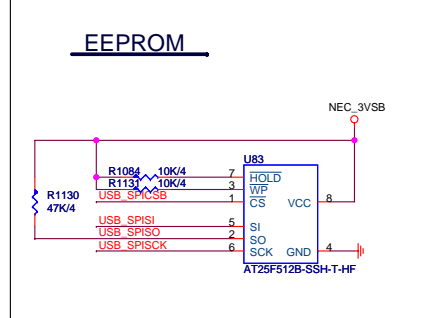 EEPROM
NEC_3VSB
U83
R1084 10K/4 7 HOLD
R1131 10K/4 3 WP
USB_SPICSB 1 CS VCC 8
R1130
47K/4
USB_SPISI 5 SI
USB_SPISO 2 SO
USB_SPISCK 6 SCK GND 4
AT25F512B-SSH-T-HF